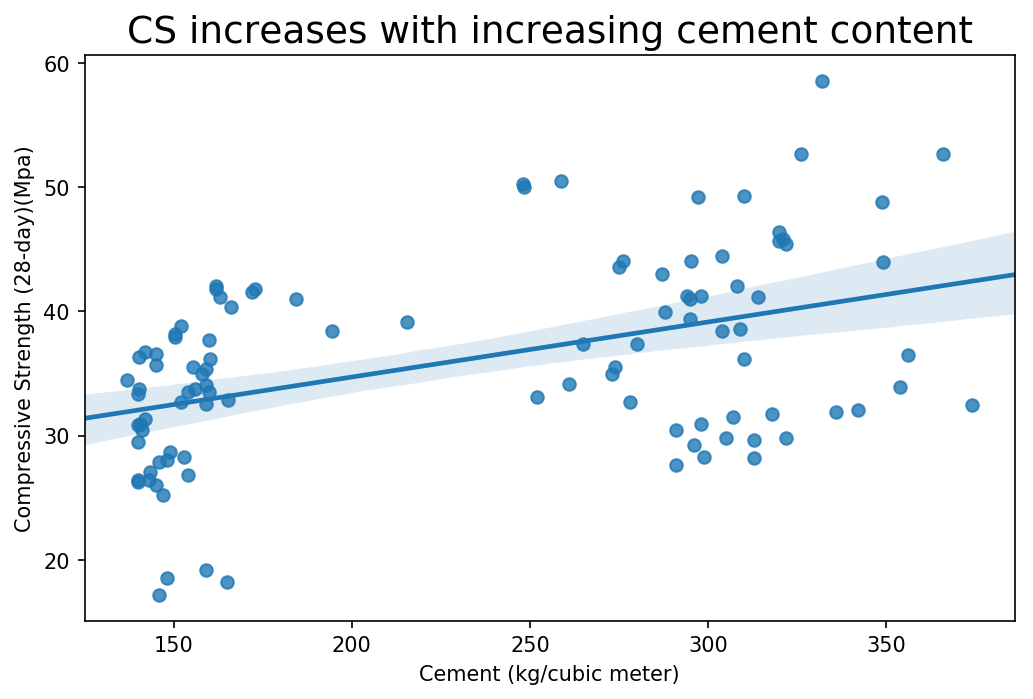 CS increases with increasing cement content
Compressive Strength (28-day)(Mpa)
60
50
40
30
20
150 200 250 300 350
Cement (kg/cubic meter)